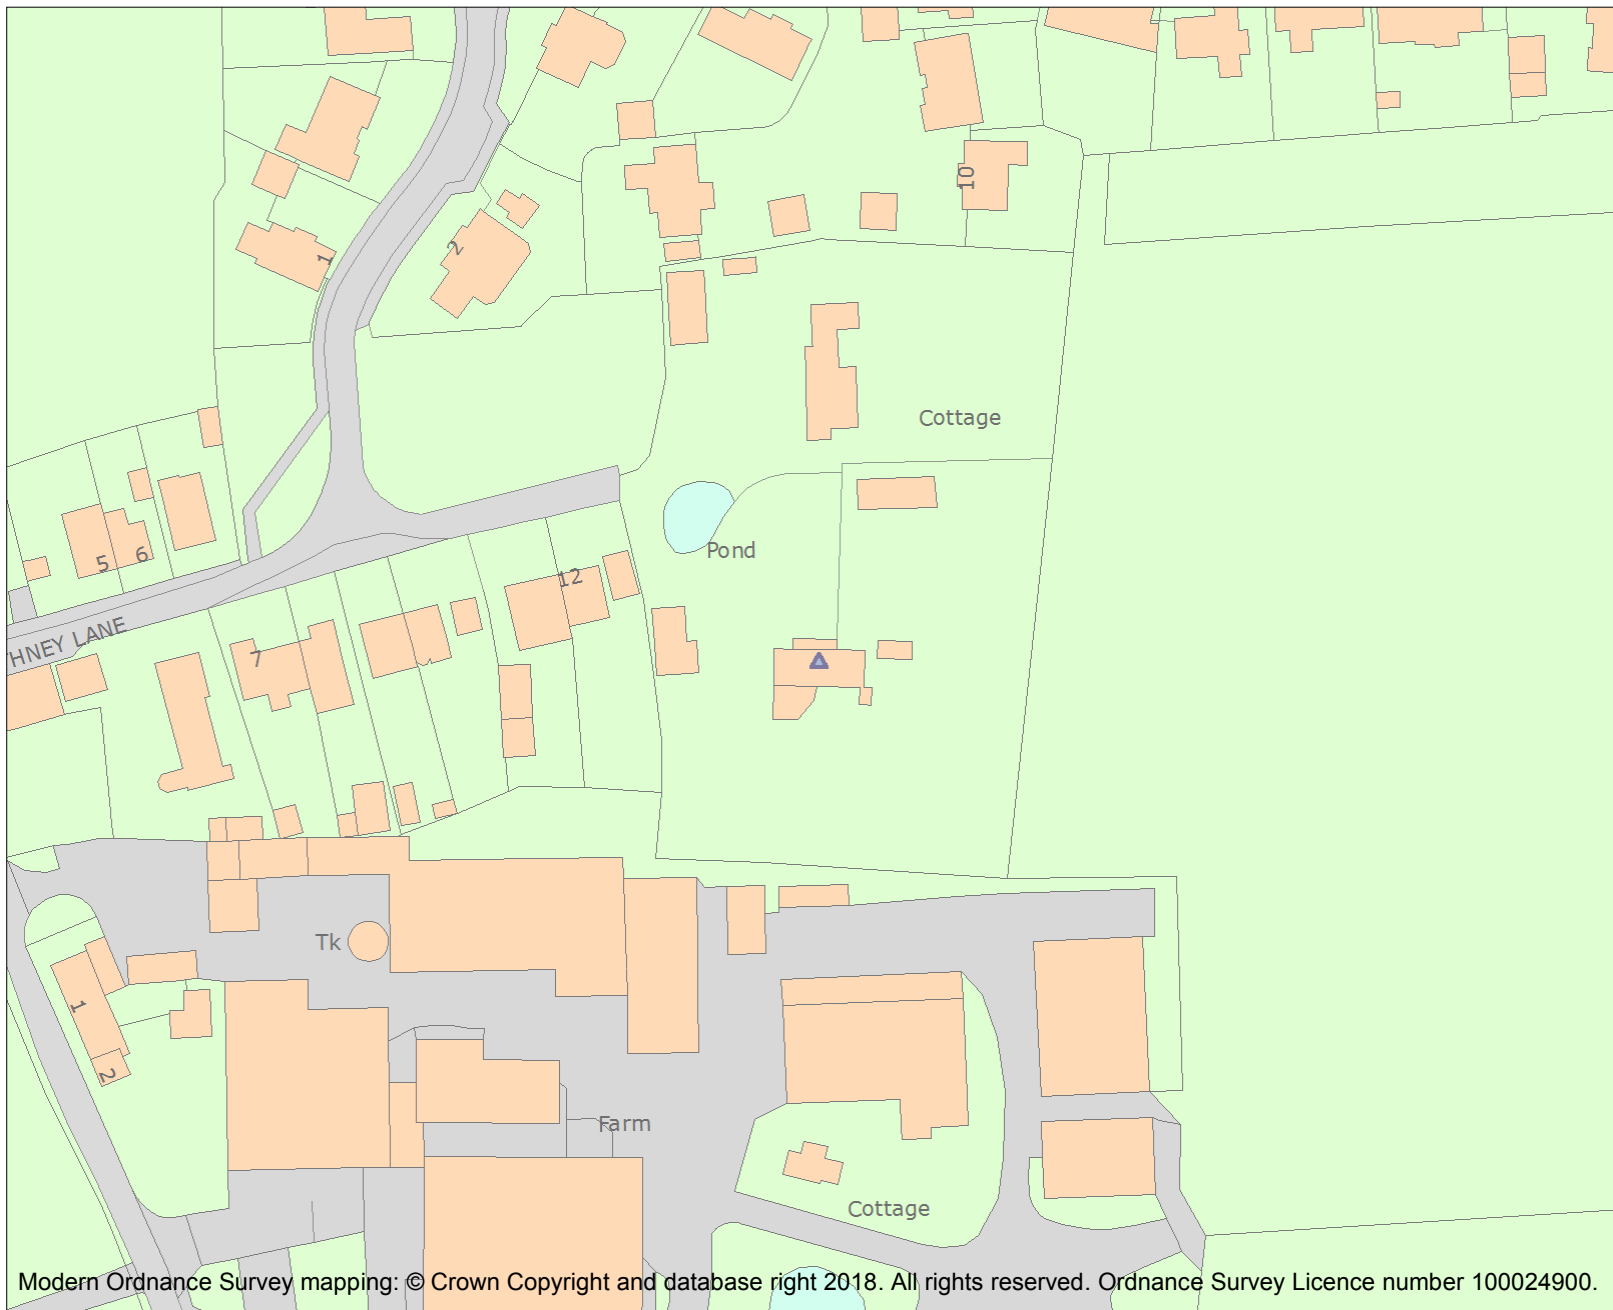 10
2
1
Cottage
Pond
5
6
12
HNEY LANE
7
Tk
1
2
Farm
Cottage
Modern Ordnance Survey mapping: © Crown Copyright and database right 2018. All rights reserved. Ordnance Survey Licence number 100024900.